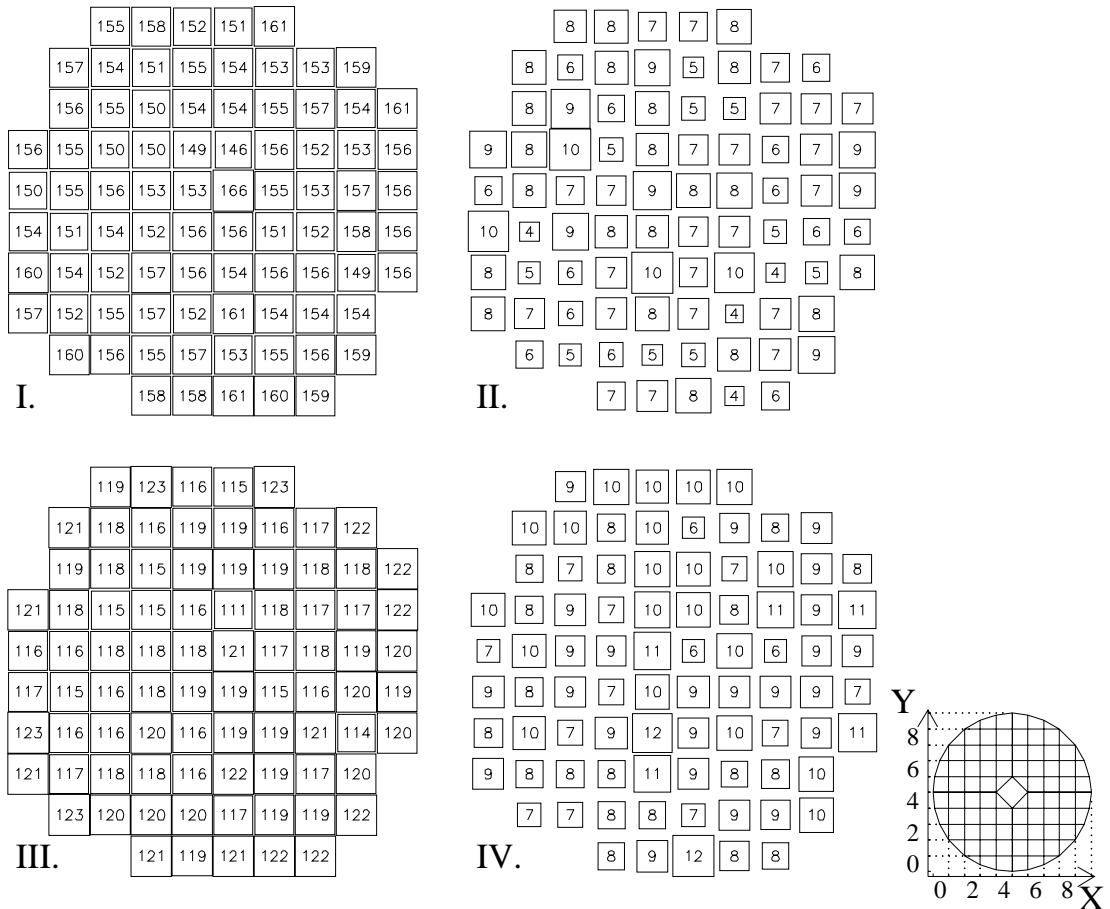 155 158 152 151 161
8 8 7 7 8
157 154 151 155 154 153 153 159
8 6 8 9 5 8 7 6
156 155 150 154 154 155 157 154 161
8 9 6 8 5 5 7 7 7
156 155 150 150 149 146 156 152 153 156
9 8 10 5 8 7 7 6 7 9
150 155 156 153 153 166 155 153 157 156
6 8 7 7 9 8 8 6 7 9
154 151 154 152 156 156 151 152 158 156
10 4 9 8 8 7 7 5 6 6
160 154 152 157 156 154 156 156 149 156
8 5 6 7 10 7 10 4 5 8
157 152 155 157 152 161 154 154 154
8 7 6 7 8 7 4 7 8
160 156 155 157 153 155 156 159
6 5 6 5 5 8 7 9
I. 158 158 161 160 159
II. 7 7 8 4 6
119 123 116 115 123
9 10 10 10 10
121 118 116 119 119 116 117 122
10 10 8 10 6 9 8 9
119 118 115 119 119 119 118 118 122
8 7 8 10 10 7 10 9 8
121 118 115 115 116 111 118 117 117 122
10 8 9 7 10 10 8 11 9 11
116 116 118 118 118 121 117 118 119 120
7 10 9 9 11 6 10 6 9 9
117 115 116 118 119 119 115 116 120 119
9 8 9 7 10 9 9 9 9 7
123 116 116 120 116 119 119 121 114 120
8 10 7 9 12 9 10 7 9 11
121 117 118 118 116 122 119 117 120
9 8 8 8 11 9 8 8 10
123 120 120 120 117 119 119 122
7 7 8 8 7 9 9 10
III. 121 119 121 122 122
IV. 8 9 12 8 8
Y
8
6
4
2
0
0 2 4 6 8 X